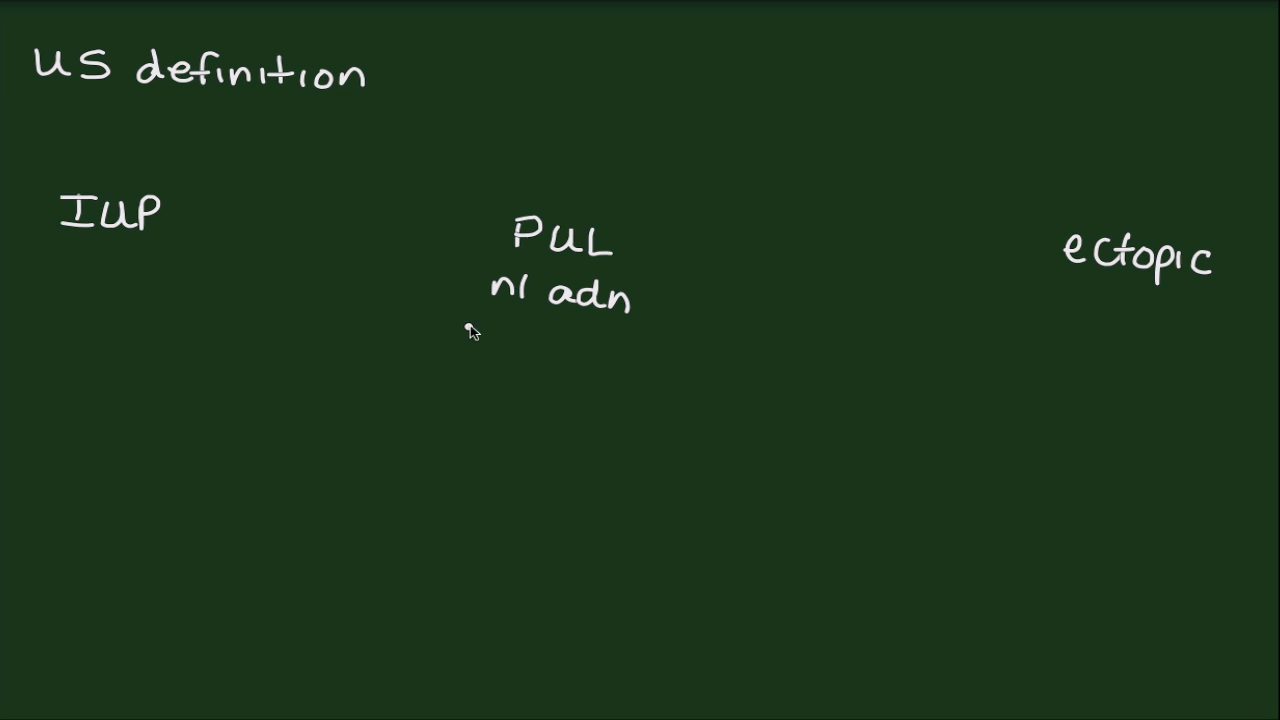 US definition
IUP
PUL
nl adn
ectopic